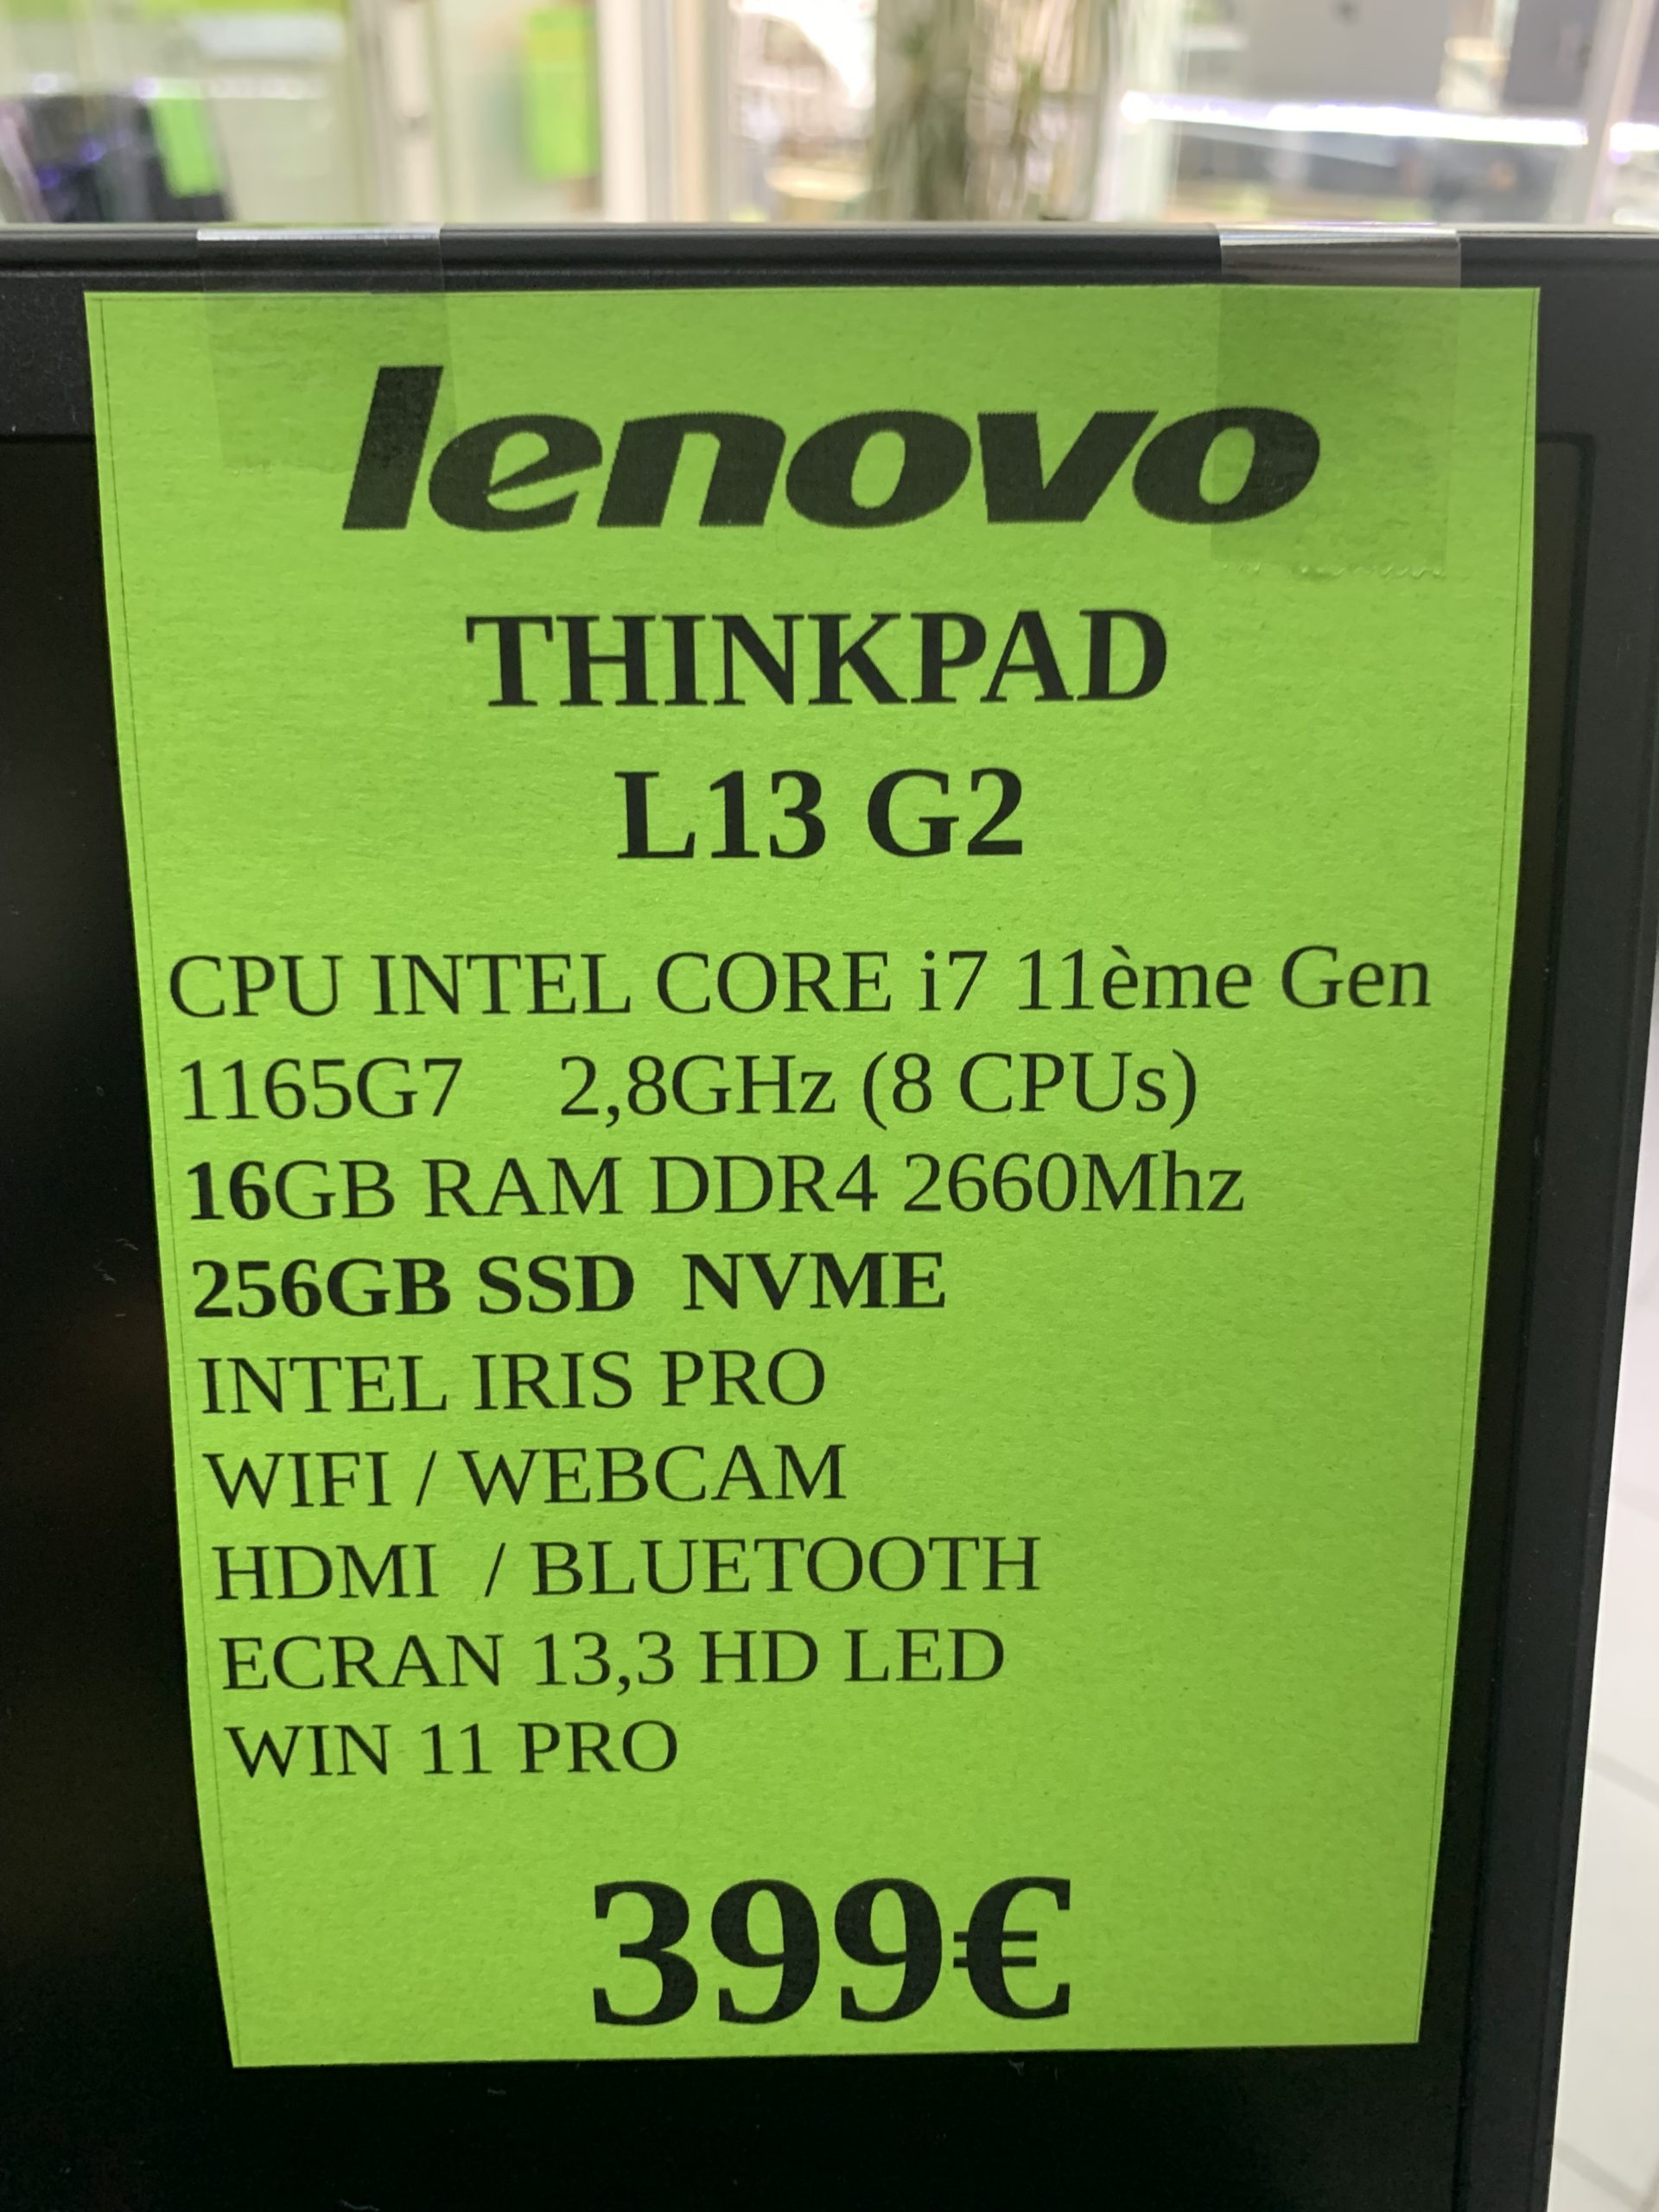 lenovo
THINKPAD
L13 G2
CPU INTEL CORE i7 11ème Gen
1165G7 2,8GHz (8 CPUs)
16GB RAM DDR4 2660Mhz
256GB SSD NVME
INTEL IRIS PRO
WIFI / WEBCAM
HDMI / BLUETOOTH
ECRAN 13,3 HD LED
WIN 11 PRO
399€